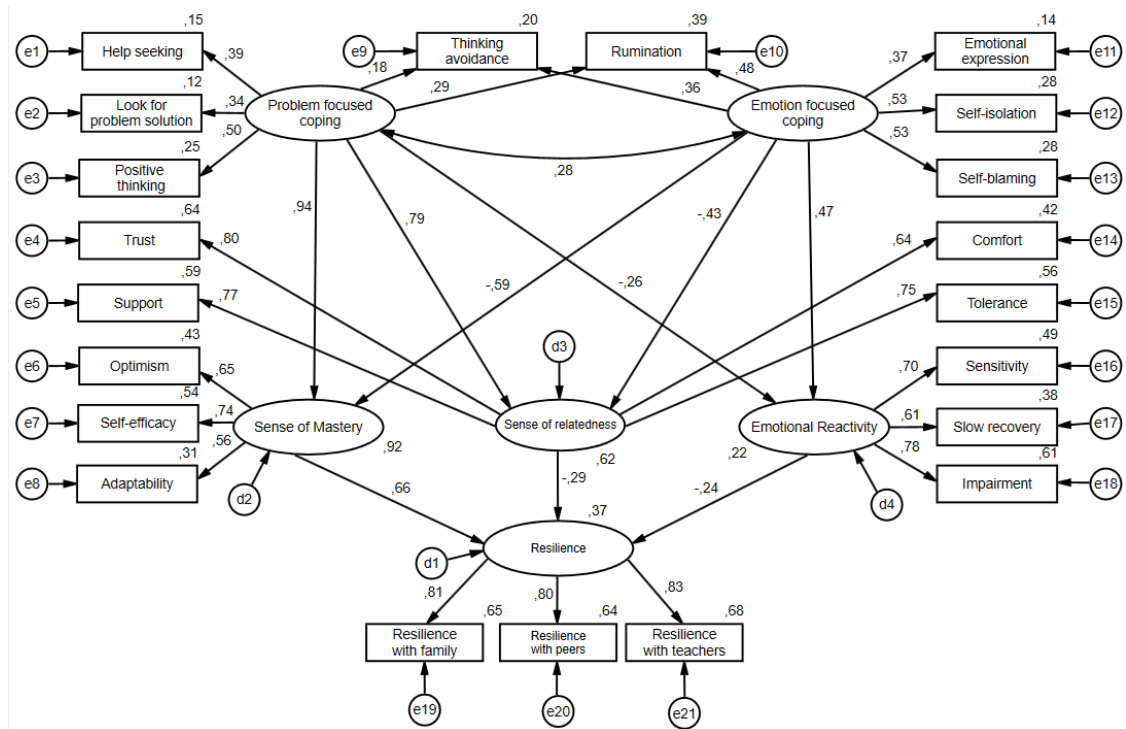 ,15
,20
,39
,14
e1
Help seeking
e9
Thinking
avoidance
Rumination
e10
Emotional
expression
e11
,39
,18
,29
,48
,36
,37
,12
,28
e2
Look for
problem solution
,34
Problem focused
coping
Emotion focused
coping
,53
Self-isolation
e12
,50
,53
,25
,28
e3
Positive
thinking
,28
Self-blaming
e13
,64
,94
,79
-,43
,47
,42
e4
Trust
,80
,64
Comfort
e14
,59
,56
e5
Support
,77
-,59
-,26
,75
Tolerance
e15
,43
,49
e6
Optimism
,65
d3
,70
Sensitivity
e16
,54
,38
e7
Self-efficacy
,74
Sense of Mastery
Sense of relatedness
Emotional Reactivity
,61
Slow recovery
e17
,31
,56
,92
,62
,22
,78
,61
e8
Adaptability
d2
Impairment
e18
d4
,66
-,29
-,24
,37
Resilience
d1
,81
,80
,83
,65
,64
,68
Resilience
with family
Resilience
with peers
Resilience
with teachers
e19
e20
e21